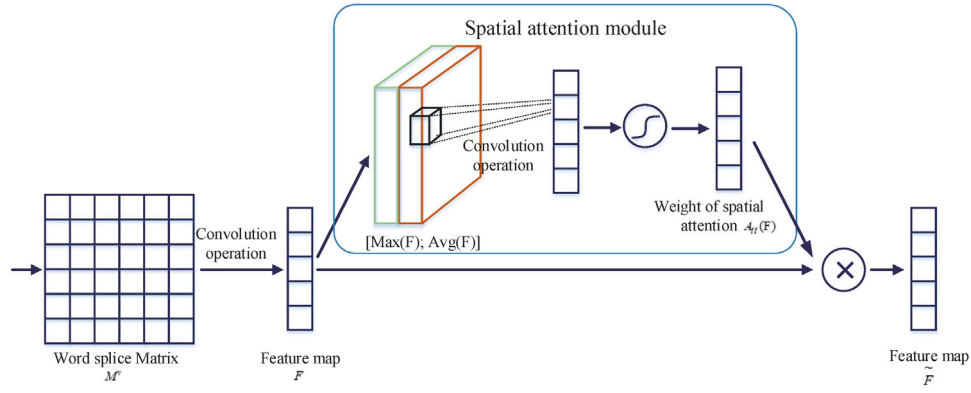 Spatial attention module
Convolution
operation
[Max(F); Avg(F)]
Weight of spatial
attention A_tt(F)
Convolution
operation
Word splice Matrix
Mᵛ
Feature map
F
Feature map
F̃